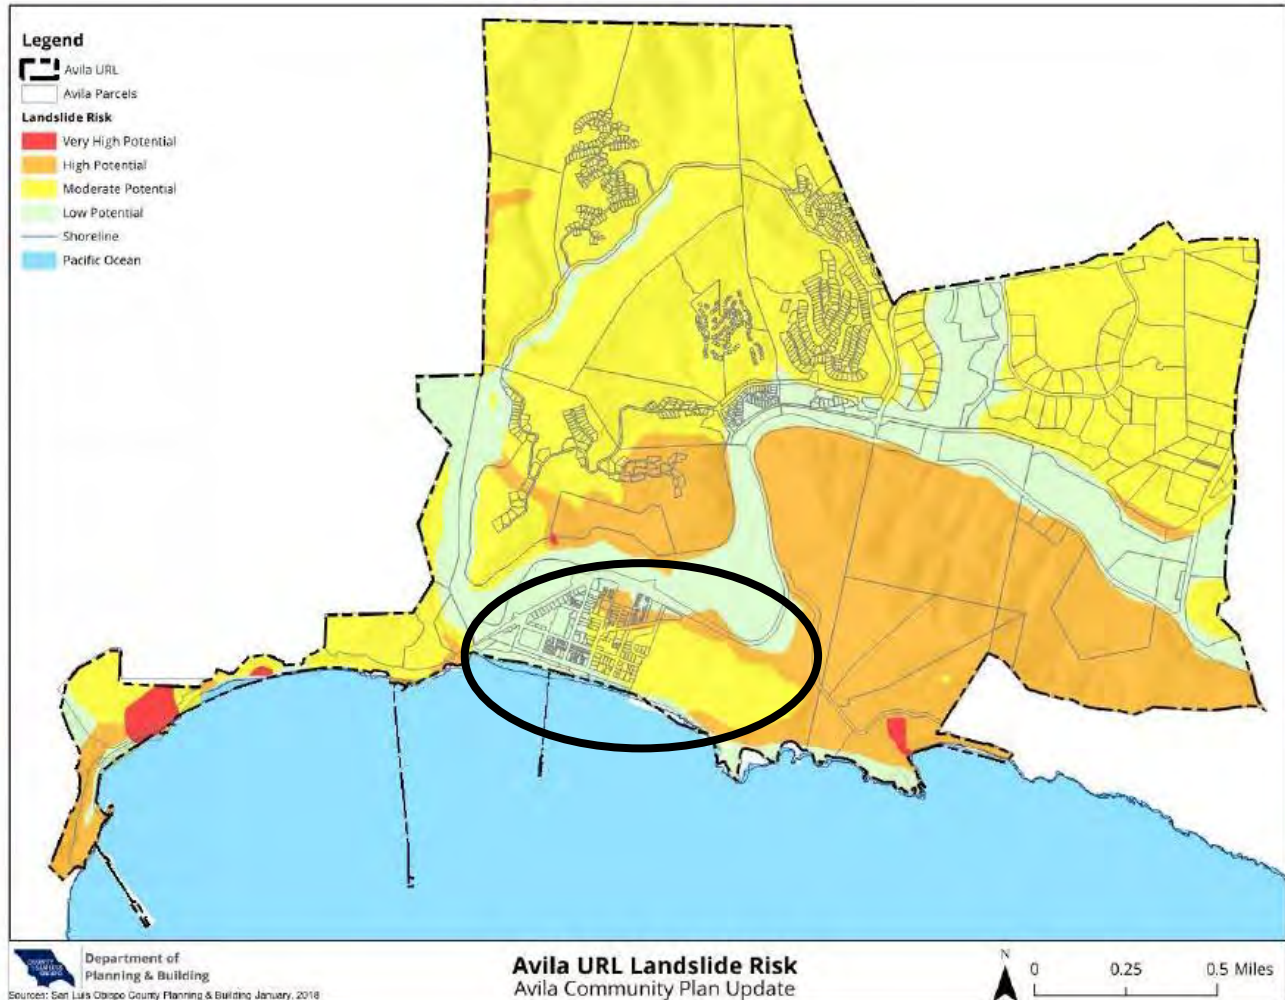 Legend
Avila URL
Avila Parcels
Landslide Risk
Very High Potential
High Potential
Moderate Potential
Low Potential
Shoreline
Pacific Ocean
Department of
Planning & Building
Sources: San Luis Obispo County Planning & Building January, 2018
Avila URL Landslide Risk
Avila Community Plan Update
N
0 0.25 0.5 Miles